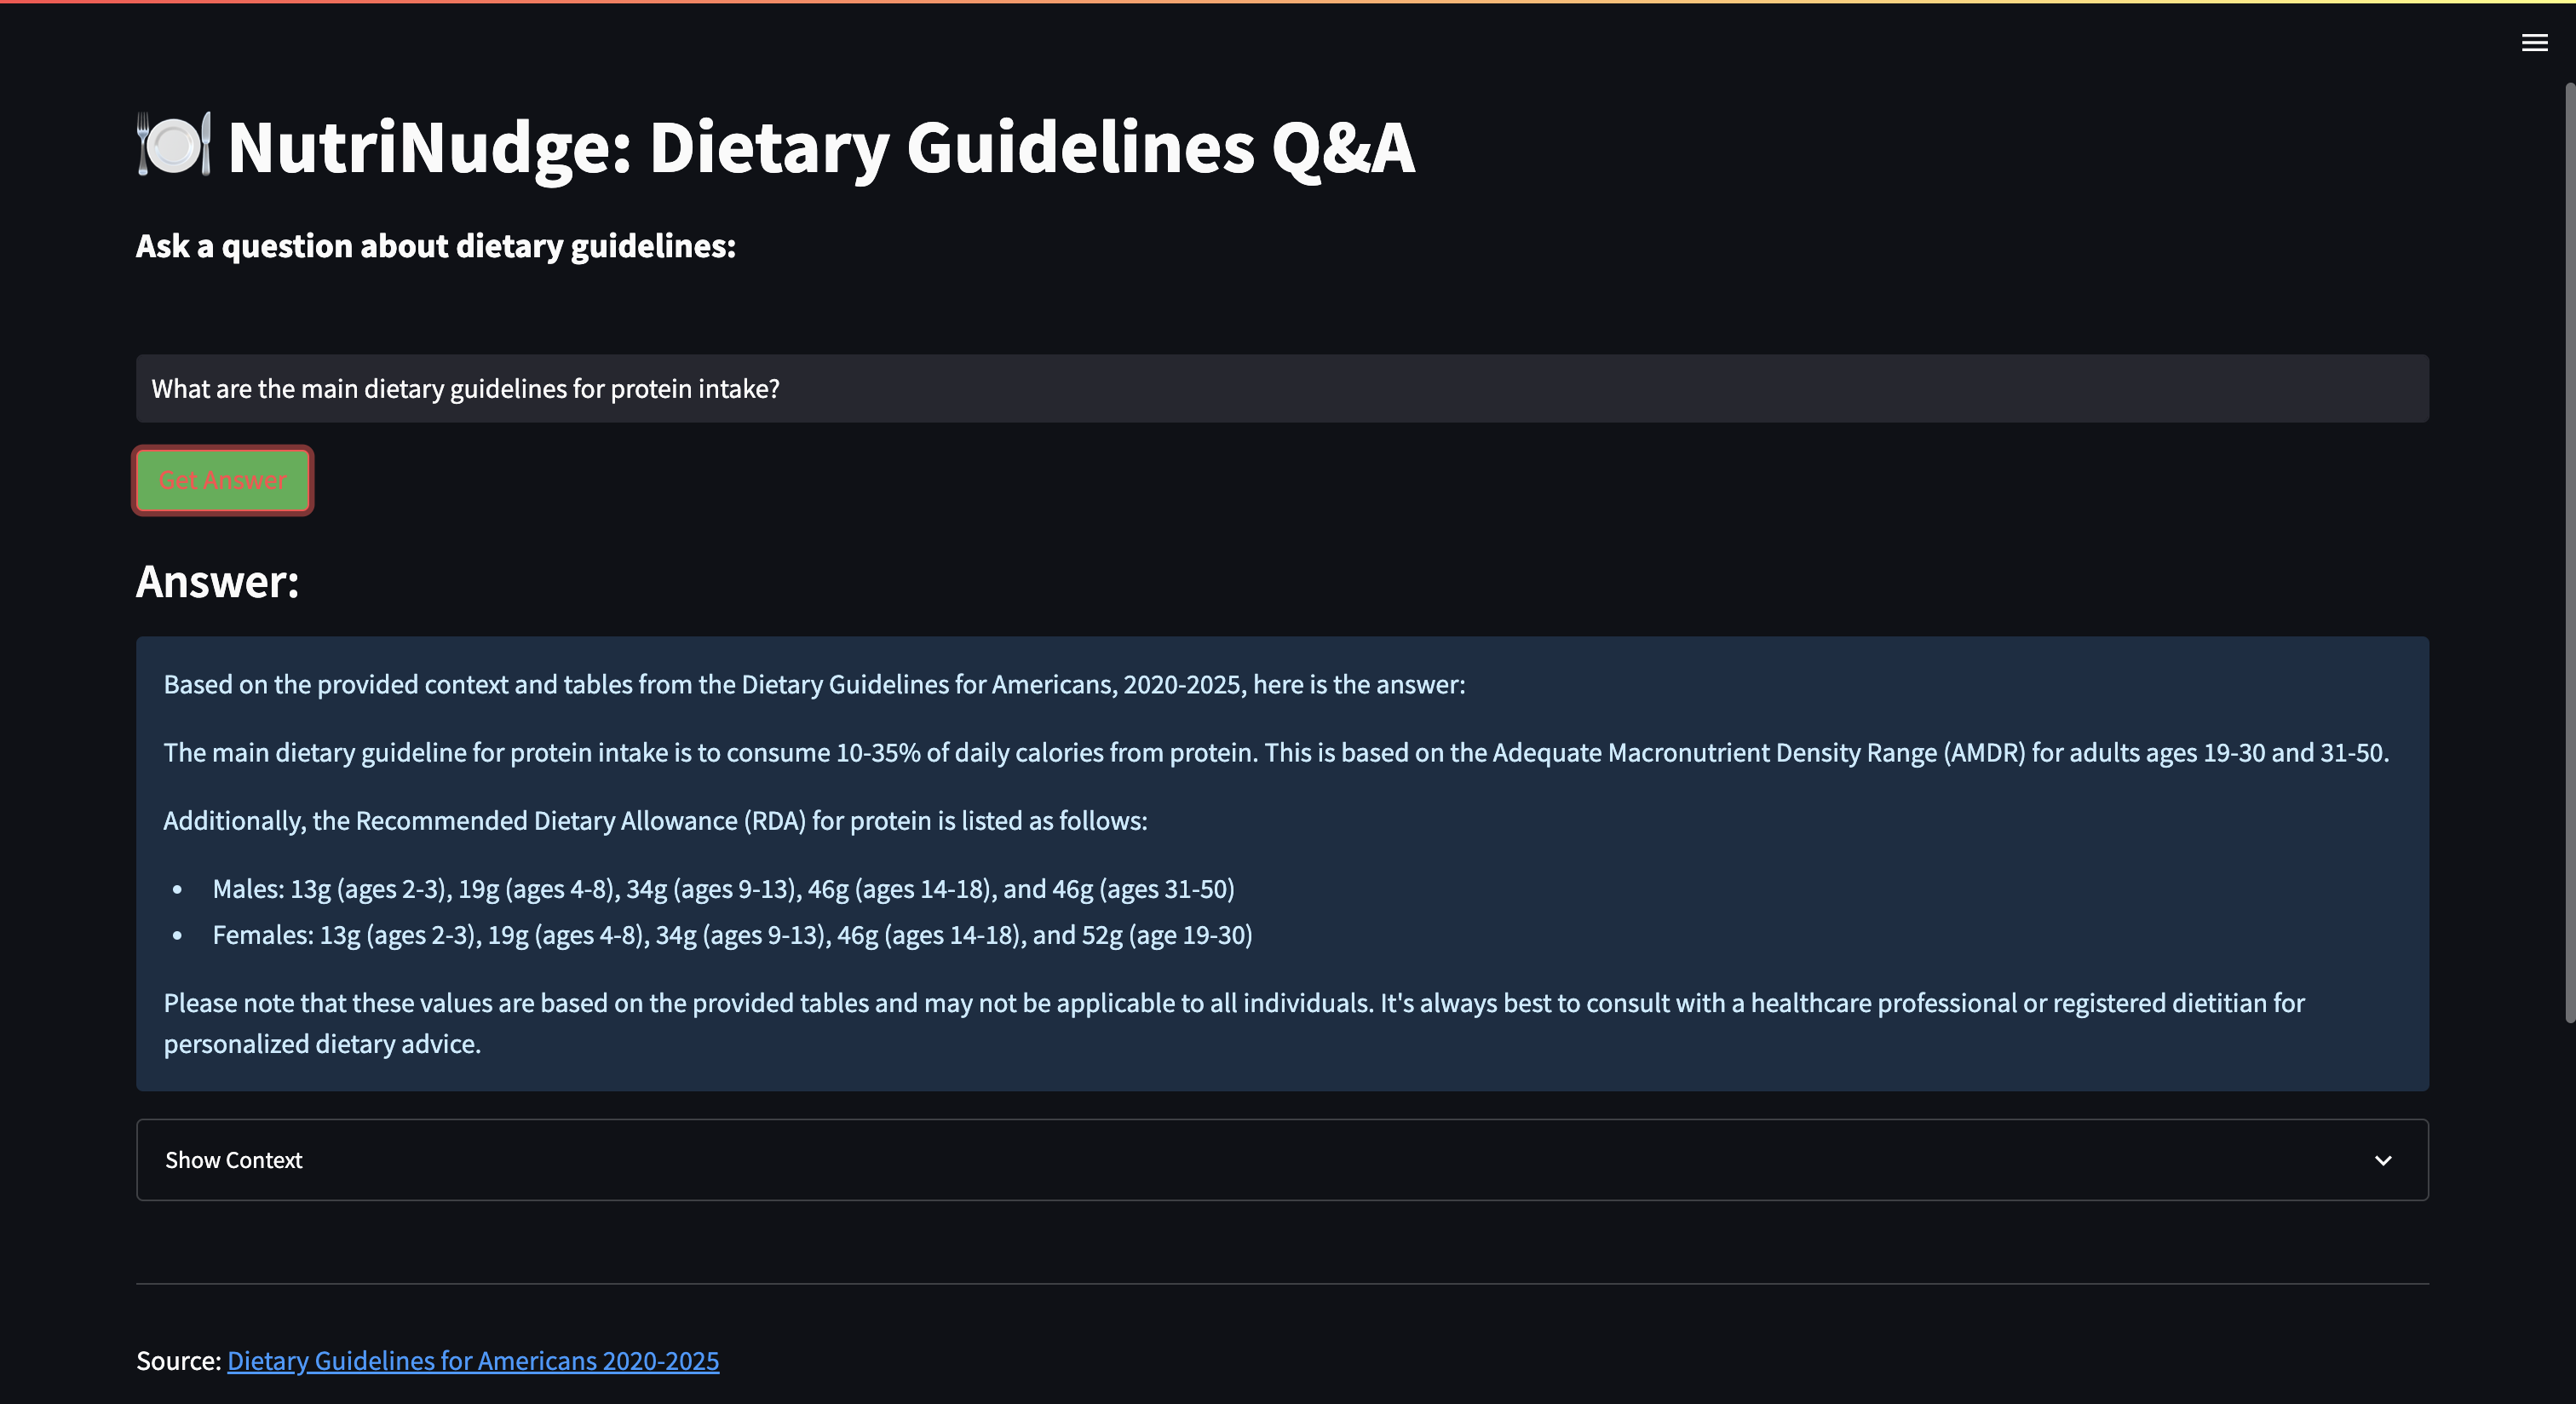 🍽️ NutriNudge: Dietary Guidelines Q&A
Ask a question about dietary guidelines:
What are the main dietary guidelines for protein intake?
Get Answer
Answer:
Based on the provided context and tables from the Dietary Guidelines for Americans, 2020-2025, here is the answer:
The main dietary guideline for protein intake is to consume 10-35% of daily calories from protein. This is based on the Adequate Macronutrient Density Range (AMDR) for adults ages 19-30 and 31-50.
Additionally, the Recommended Dietary Allowance (RDA) for protein is listed as follows:
• Males: 13g (ages 2-3), 19g (ages 4-8), 34g (ages 9-13), 46g (ages 14-18), and 46g (ages 31-50)
• Females: 13g (ages 2-3), 19g (ages 4-8), 34g (ages 9-13), 46g (ages 14-18), and 52g (age 19-30)
Please note that these values are based on the provided tables and may not be applicable to all individuals. It's always best to consult with a healthcare professional or registered dietitian for
personalized dietary advice.
Show Context
Source: Dietary Guidelines for Americans 2020-2025